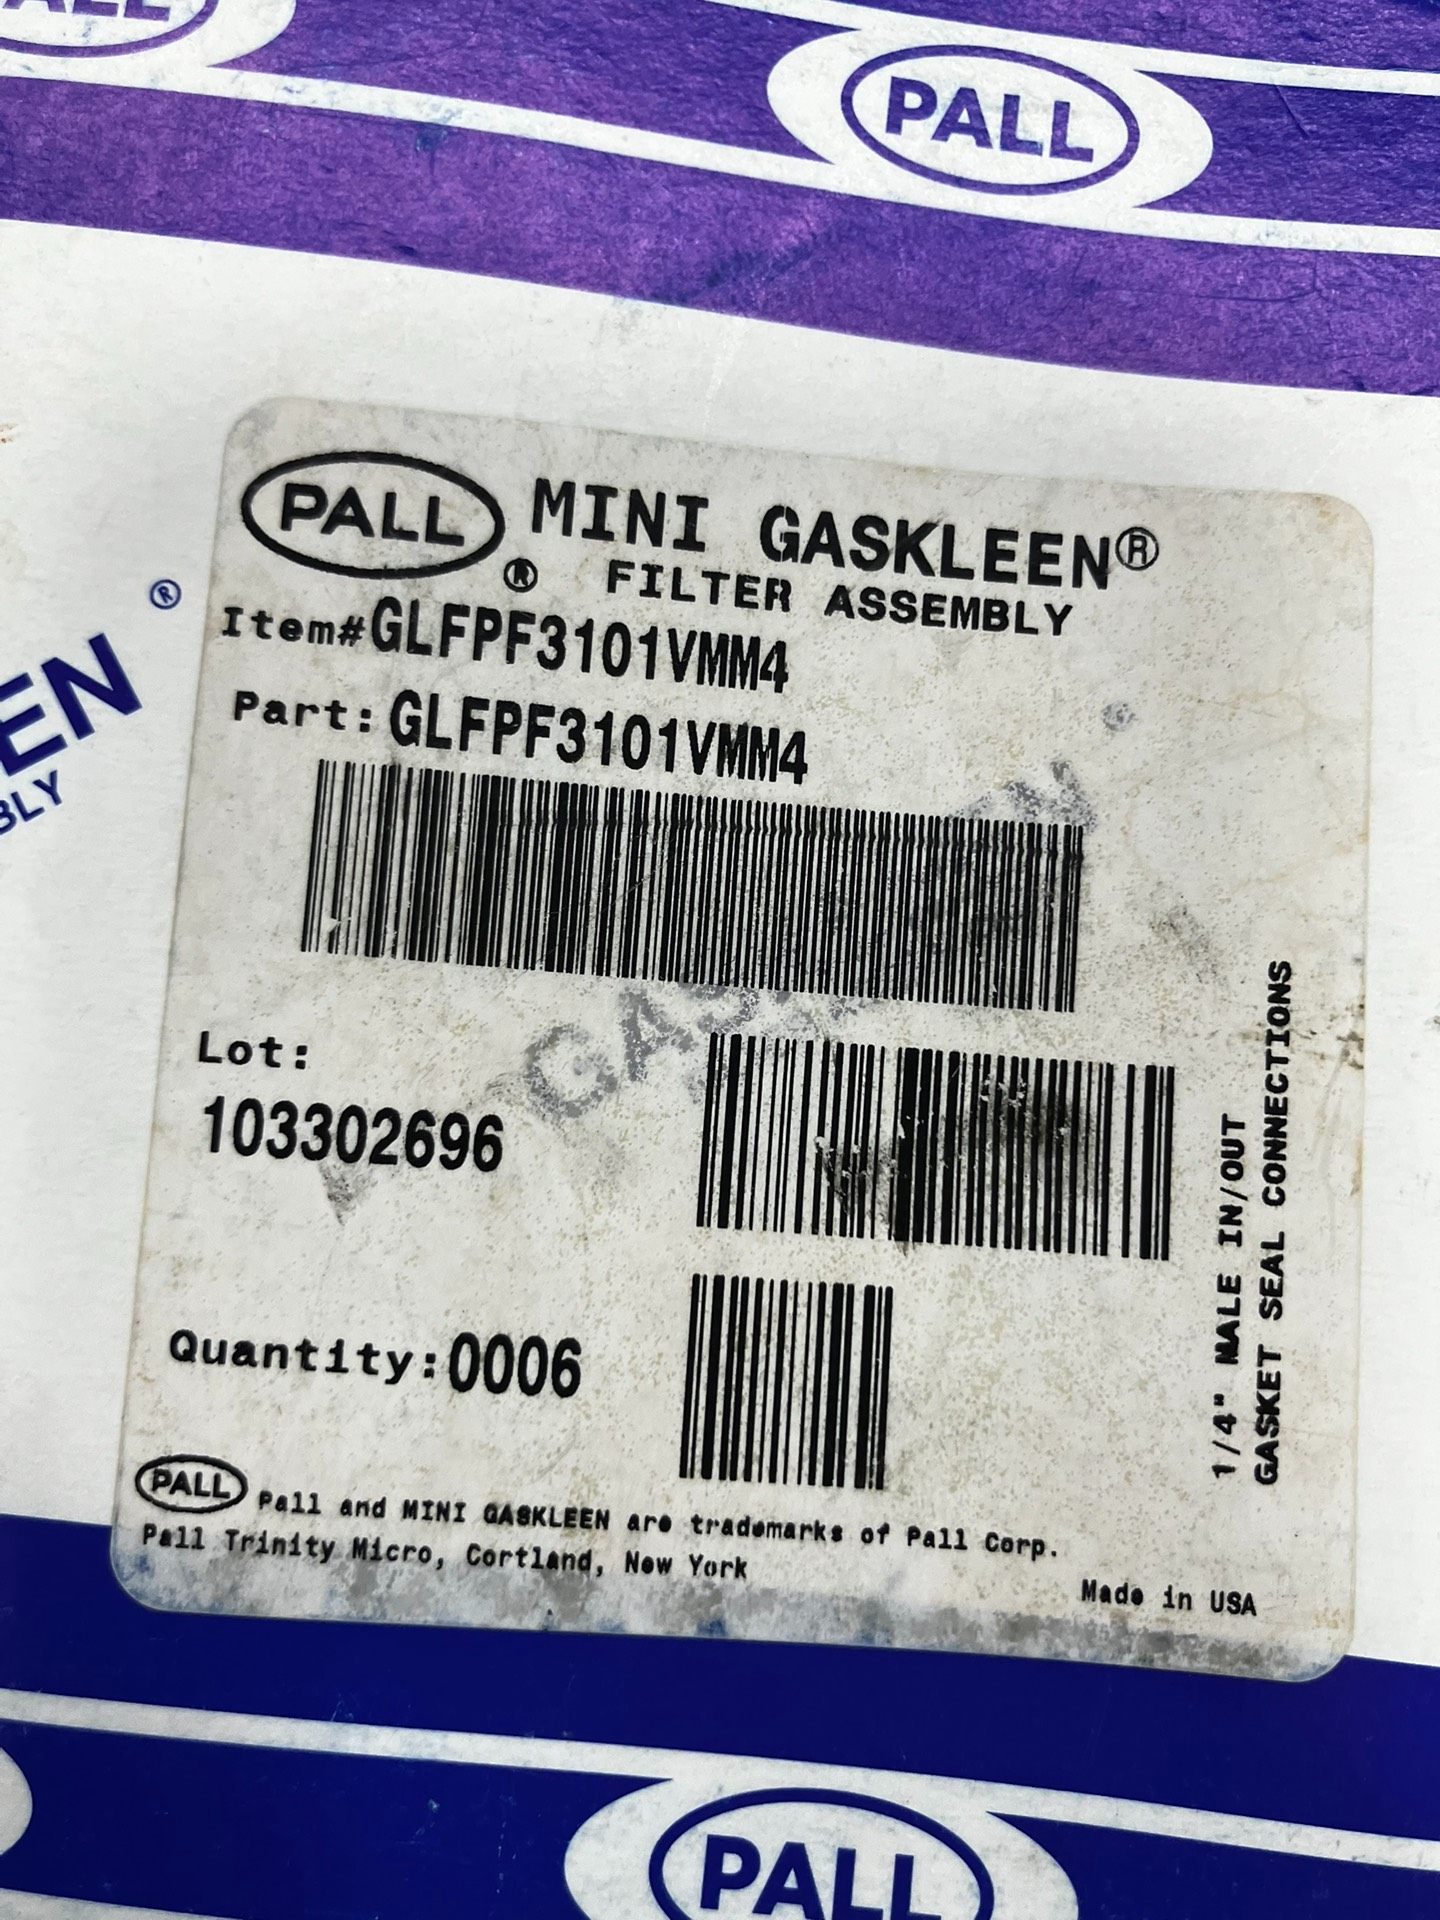 PALL
PALL
®
EN
BLY
PALL ® MINI GASKLEEN®
FILTER ASSEMBLY
Item#GLFPF3101VMM4
Part:GLFPF3101VMM4
Lot:
103302696
Quantity:0006
1/4" MALE IN/OUT
GASKET SEAL CONNECTIONS
PALL Pall and MINI GASKLEEN are trademarks of Pall Corp.
Pall Trinity Micro, Cortland, New York
Made in USA
PALL